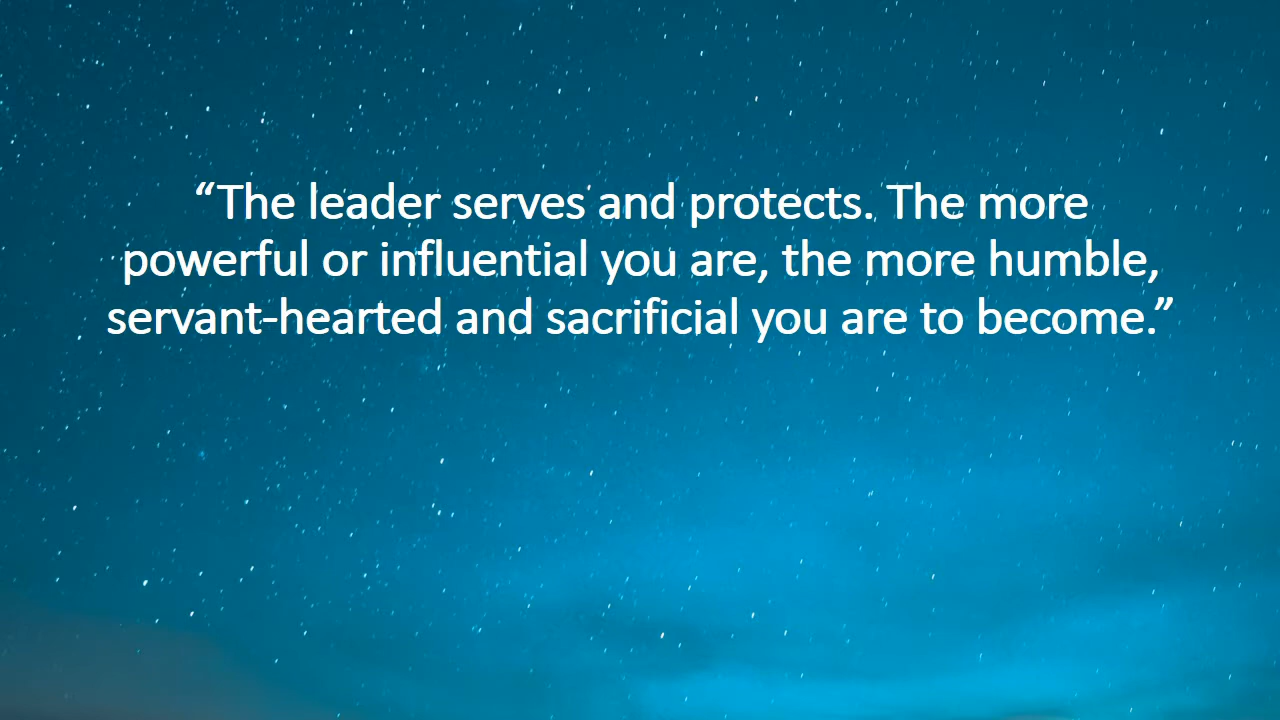 “The leader serves and protects. The more
powerful or influential you are, the more humble,
servant-hearted and sacrificial you are to become.”